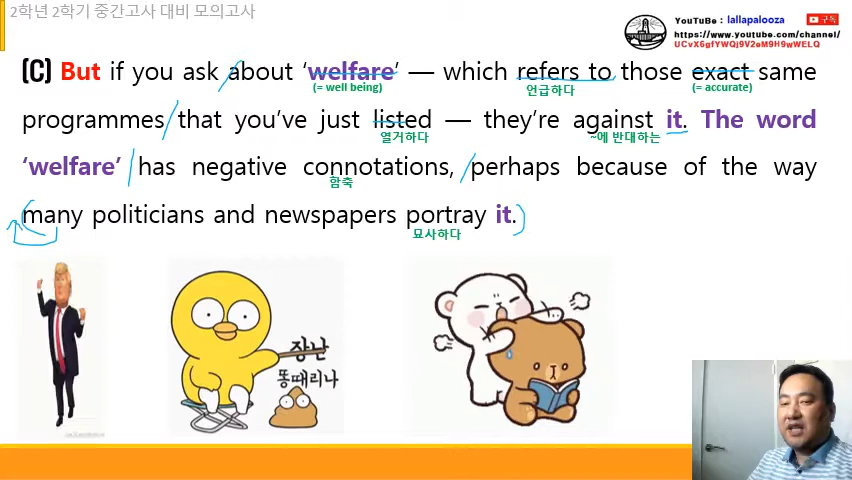 2학년 2학기 중간고사 대비 모의고사
YouTuBe : lallapalooza 구독
https://www.youtube.com/channel/
UCvX6gfYWQj9V2eM9H9wWELQ
(C) But if you ask about ‘welfare’ — which refers to those exact same
(= well being) 언급하다 (= accurate)
programmes that you’ve just listed — they’re against it. The word
열거하다 ~에 반대하는
‘welfare’ has negative connotations, perhaps because of the way
함축
many politicians and newspapers portray it.
묘사하다
장난
똥때리나